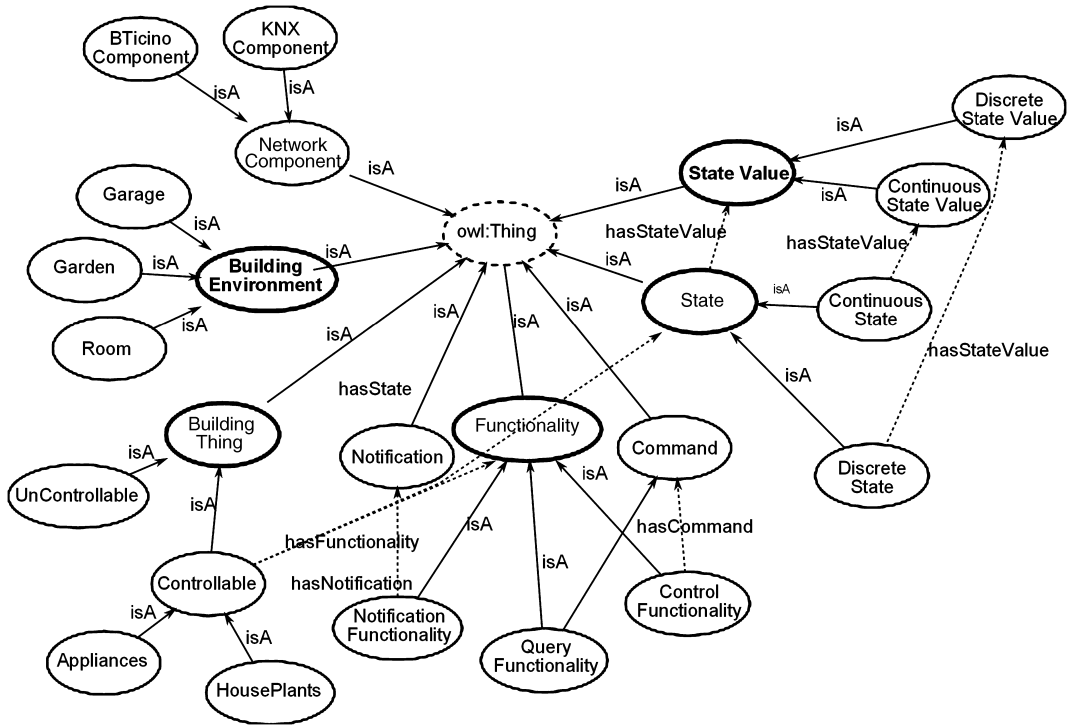 KNX
Component
BTicino
Component
isA
isA
Discrete
State Value
isA
Network
Component
isA
State Value
isA
Continuous
State Value
isA
Garage
isA
owl:Thing
hasStateValue
hasStateValue
isA
isA
Building
Environment
Garden
isA
isA
State
isA
Continuous
State
isA
Room
isA
isA
isA
isA
hasStateValue
isA
hasState
Building
Thing
Functionality
Notification
Command
isA
isA
Discrete
State
UnControllable
isA
isA
hasCommand
hasFunctionality
isA
Controllable
hasNotification
Control
Functionality
isA
Notification
Functionality
isA
Query
Functionality
Appliances
HousePlants